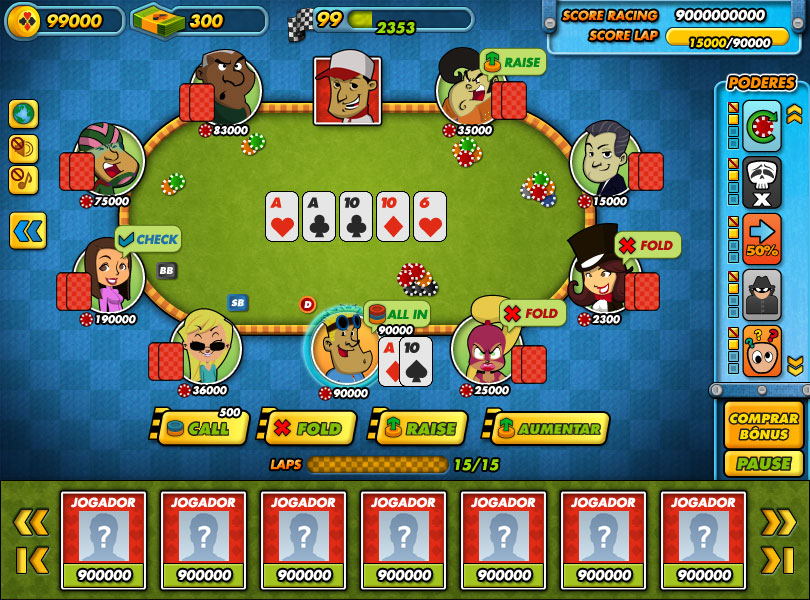 99000
300
99
2353
SCORE RACING 9000000000
SCORE LAP 15000/90000
RAISE
PODERES
83000
35000
75000
15000
A A 10 10 6
X
CHECK
FOLD
50%
BB
190000
2300
SB
D
ALL IN
90000
FOLD
A 10
36000
90000
25000
500
CALL
FOLD
RAISE
AUMENTAR
COMPRAR
BÔNUS
LAPS 15/15
PAUSE
JOGADOR JOGADOR JOGADOR JOGADOR JOGADOR JOGADOR JOGADOR
? ? ? ? ? ? ?
900000 900000 900000 900000 900000 900000 900000